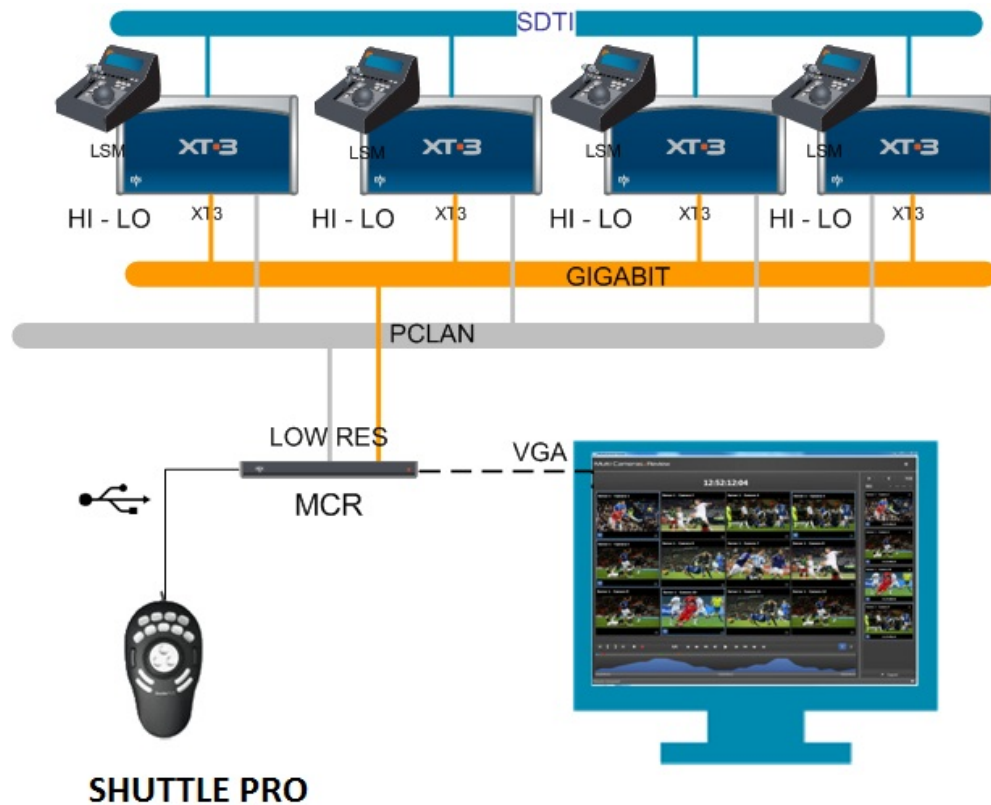 SDTI
LSM XT3
LSM XT3
LSM XT3
LSM XT3
HI - LO XT3
HI - LO XT3
HI - LO XT3
HI - LO XT3
GIGABIT
PCLAN
LOW RES
VGA
MCR
Multi Cameras Review
12:52:12:04
SHUTTLE PRO